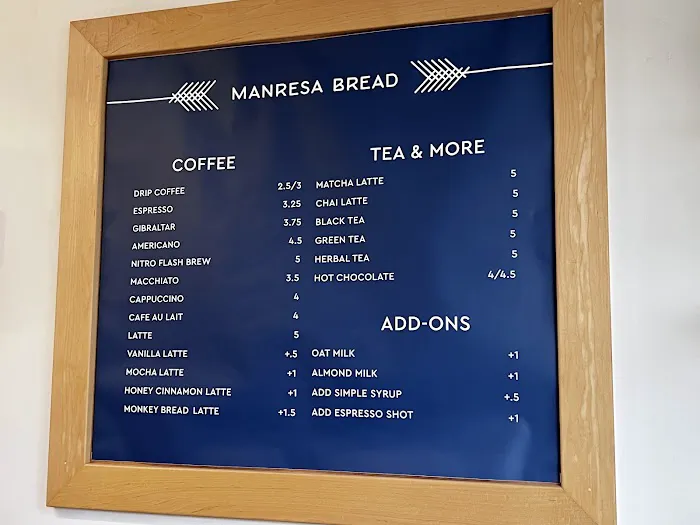 MANRESA BREAD
COFFEE
DRIP COFFEE 2.5/3
ESPRESSO 3.25
GIBRALTAR 3.75
AMERICANO 4.5
NITRO FLASH BREW 5
MACCHIATO 3.5
CAPPUCCINO 4
CAFE AU LAIT 4
LATTE 5
VANILLA LATTE +.5
MOCHA LATTE +1
HONEY CINNAMON LATTE +1
MONKEY BREAD LATTE +1.5
TEA & MORE
MATCHA LATTE 5
CHAI LATTE 5
BLACK TEA 5
GREEN TEA 5
HERBAL TEA 5
HOT CHOCOLATE 4/4.5
ADD-ONS
OAT MILK +1
ALMOND MILK +1
ADD SIMPLE SYRUP +.5
ADD ESPRESSO SHOT +1